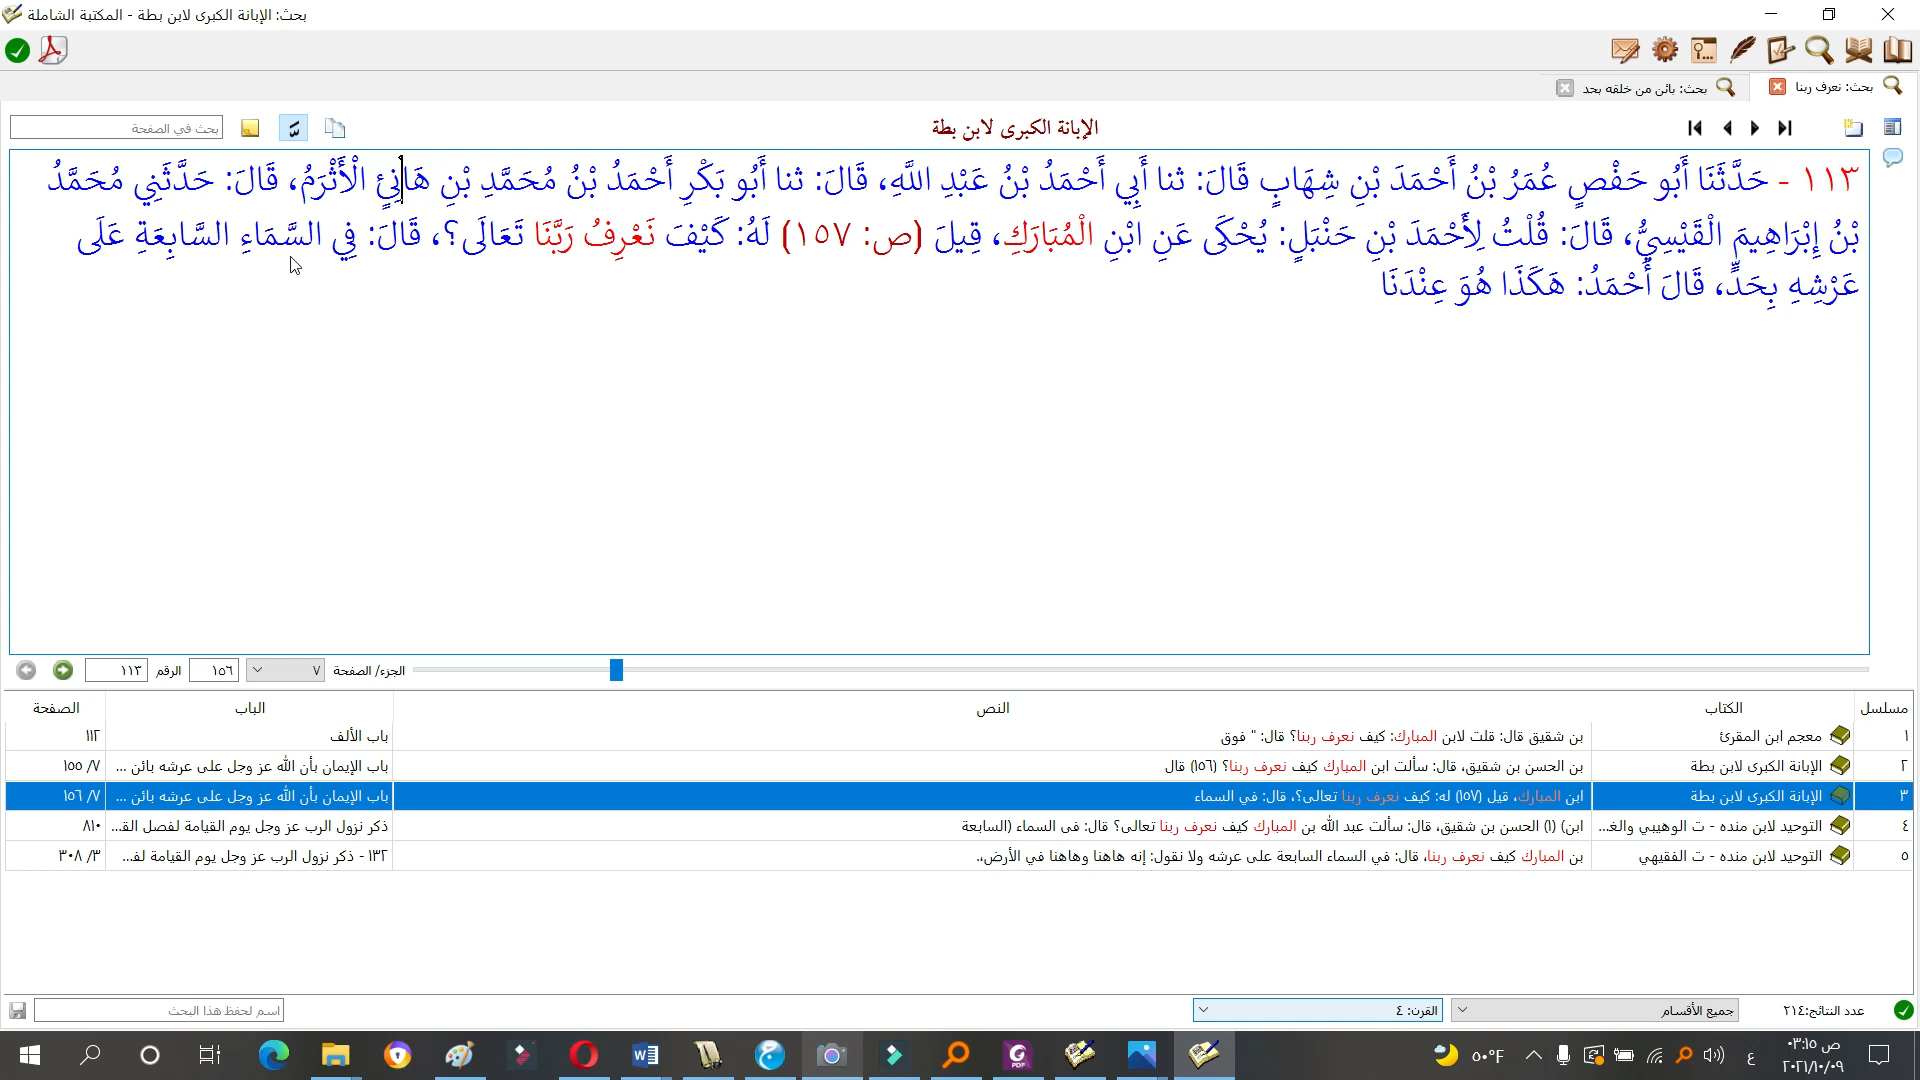 بحث: الإبانة الكبرى لابن بطة - المكتبة الشاملة
بحث: نعرف ربنا
بحث: بائن من خلقه بحد
الإبانة الكبرى لابن بطة
بحث في الصفحة
١١٣ - حَدَّثَنَا أَبُو حَفْصٍ عُمَرُ بْنُ أَحْمَدَ بْنِ شِهَابٍ قَالَ: ثنا أَبِي أَحْمَدُ بْنُ عَبْدِ اللَّهِ، قَالَ: ثنا أَبُو بَكْرِ أَحْمَدُ بْنُ مُحَمَّدِ بْنِ هَانِئٍ الْأَثْرَمُ، قَالَ: حَدَّثَنِي مُحَمَّدُ
بْنُ إِبْرَاهِيمَ الْقَيْسِيُّ، قَالَ: قُلْتُ لِأَحْمَدَ بْنِ حَنْبَلٍ: يُحْكَى عَنِ ابْنِ الْمُبَارَكِ، قِيلَ (ص: ١٥٧) لَهُ: كَيْفَ نَعْرِفُ رَبَّنَا تَعَالَى؟، قَالَ: فِي السَّمَاءِ السَّابِعَةِ عَلَى
عَرْشِهِ بِحَدٍّ، قَالَ أَحْمَدُ: هَكَذَا هُوَ عِنْدَنَا
الجزء/ الصفحة ٧ ١٥٦ الرقم ١١٣
مسلسل الكتاب النص الباب الصفحة
١ معجم ابن المقرئ بن شقيق قال: قلت لابن المبارك: كيف نعرف ربنا؟ قال: " فوق باب الألف ١١٢
٢ الإبانة الكبرى لابن بطة بن الحسن بن شقيق، قال: سألت ابن المبارك كيف نعرف ربنا؟ (١٥٦) قال باب الإيمان بأن الله عز وجل على عرشه بائن ... ٧/ ١٥٥
٣ الإبانة الكبرى لابن بطة ابن المبارك، قيل (١٥٧) له: كيف نعرف ربنا تعالى؟، قال: في السماء باب الإيمان بأن الله عز وجل على عرشه بائن ... ٧/ ١٥٦
٤ التوحيد لابن منده - ت الوهيبي والغ... ابن) (١) الحسن بن شقيق، قال: سألت عبد الله بن المبارك كيف نعرف ربنا تعالى؟ قال: فى السماء (السابعة ذكر نزول الرب عز وجل يوم القيامة لفصل القـ... ٨١٠
٥ التوحيد لابن منده - ت الفقيهي بن المبارك كيف نعرف ربنا، قال: في السماء السابعة على عرشه ولا نقول: إنه هاهنا وهاهنا في الأرض،. ١٣٢ - ذكر نزول الرب عز وجل يوم القيامة لفـ... ٣/ ٣٠٨
عدد النتائج:٢١٤ جميع الأقسام القرن: ٤ اسم لحفظ هذا البحث
٥٠°F ع ٠٣:١٥ ص
٢٠٢١/١٠/٠٩